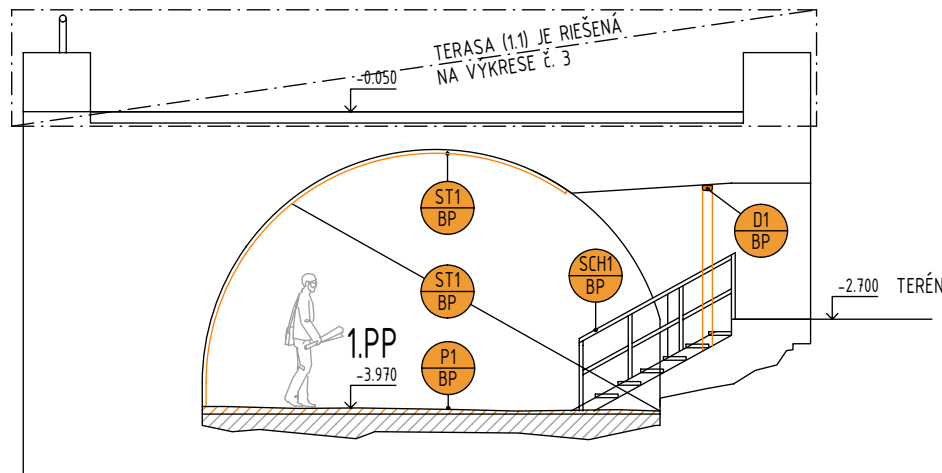 TERASA (1.1) JE RIEŠENÁ
NA VÝKRESE č. 3
-0.050
ST1
BP
D1
BP
ST1
BP
SCH1
BP
-2.700 TERÉN
1.PP
-3.970
P1
BP